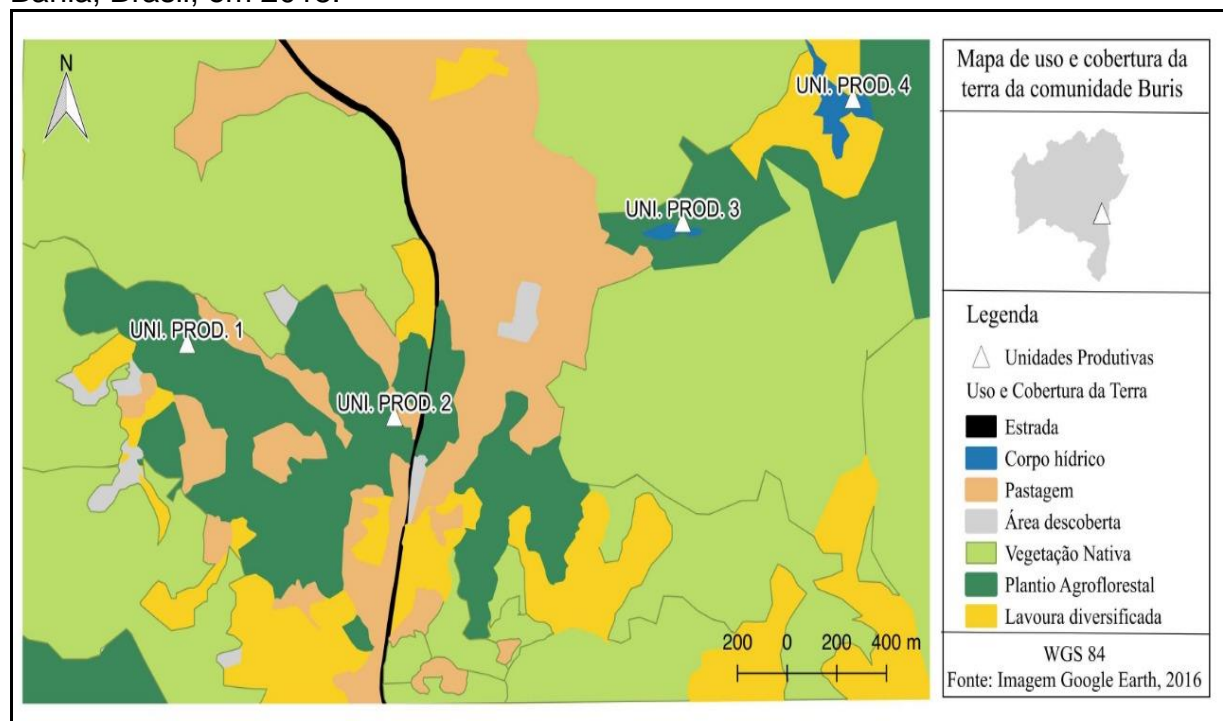 Bahia, Brasil, em 2016.
N
UNI. PROD. 4
UNI. PROD. 3
UNI. PROD. 1
UNI. PROD. 2
200 0 200 400 m
Mapa de uso e cobertura da
terra da comunidade Buris
Legenda
Unidades Produtivas
Uso e Cobertura da Terra
Estrada
Corpo hídrico
Pastagem
Área descoberta
Vegetação Nativa
Plantio Agroflorestal
Lavoura diversificada
WGS 84
Fonte: Imagem Google Earth, 2016